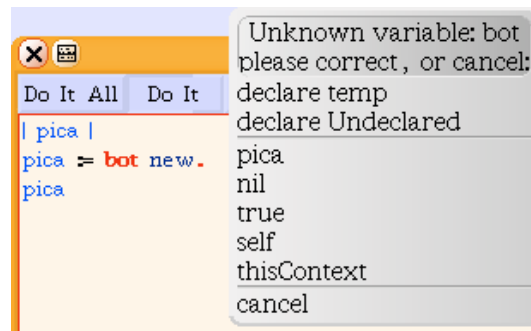 Do It All
Do It
| pica |
pica := bot new.
pica
Unknown variable: bot
please correct, or cancel:
declare temp
declare Undeclared
pica
nil
true
self
thisContext
cancel